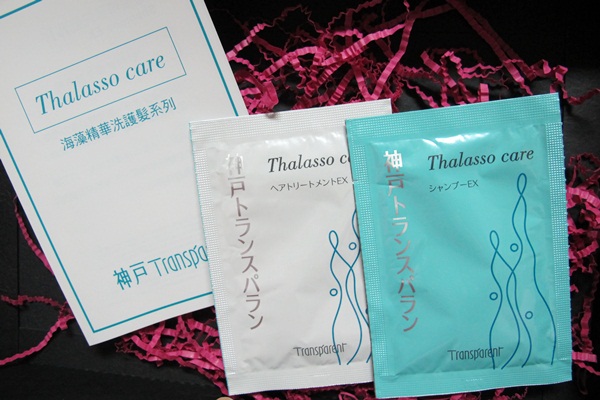 Thalasso care
海藻精華洗護髮系列
神戸 Transpa
Thalasso ca
ヘアトリートメントEX
神戸トランスパラン
Transparent
Thalasso care
シャンプーEX
神戸トランスパラン
Transparent